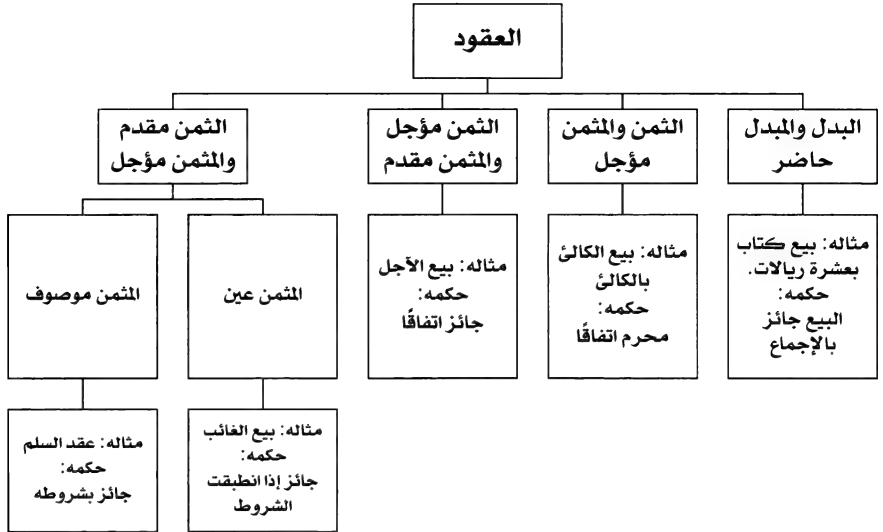 العقود
البدل والمبدل
حاضر
الثمن والمثمن
مؤجل
الثمن مؤجل
والمثمن مقدم
الثمن مقدم
والمثمن مؤجل
مثاله: بيع كتاب
بعشرة ريالات.
حكمه:
البيع جائز
بالإجماع
مثاله: بيع الكالئ
بالكالئ
حكمه:
محرم اتفاقًا
مثاله: بيع الآجل
حكمه:
جائز اتفاقًا
المثمن عين
المثمن موصوف
مثاله: بيع الغائب
حكمه:
جائز إذا انطبقت
الشروط
مثاله: عقد السلم
حكمه:
جائز بشروطه